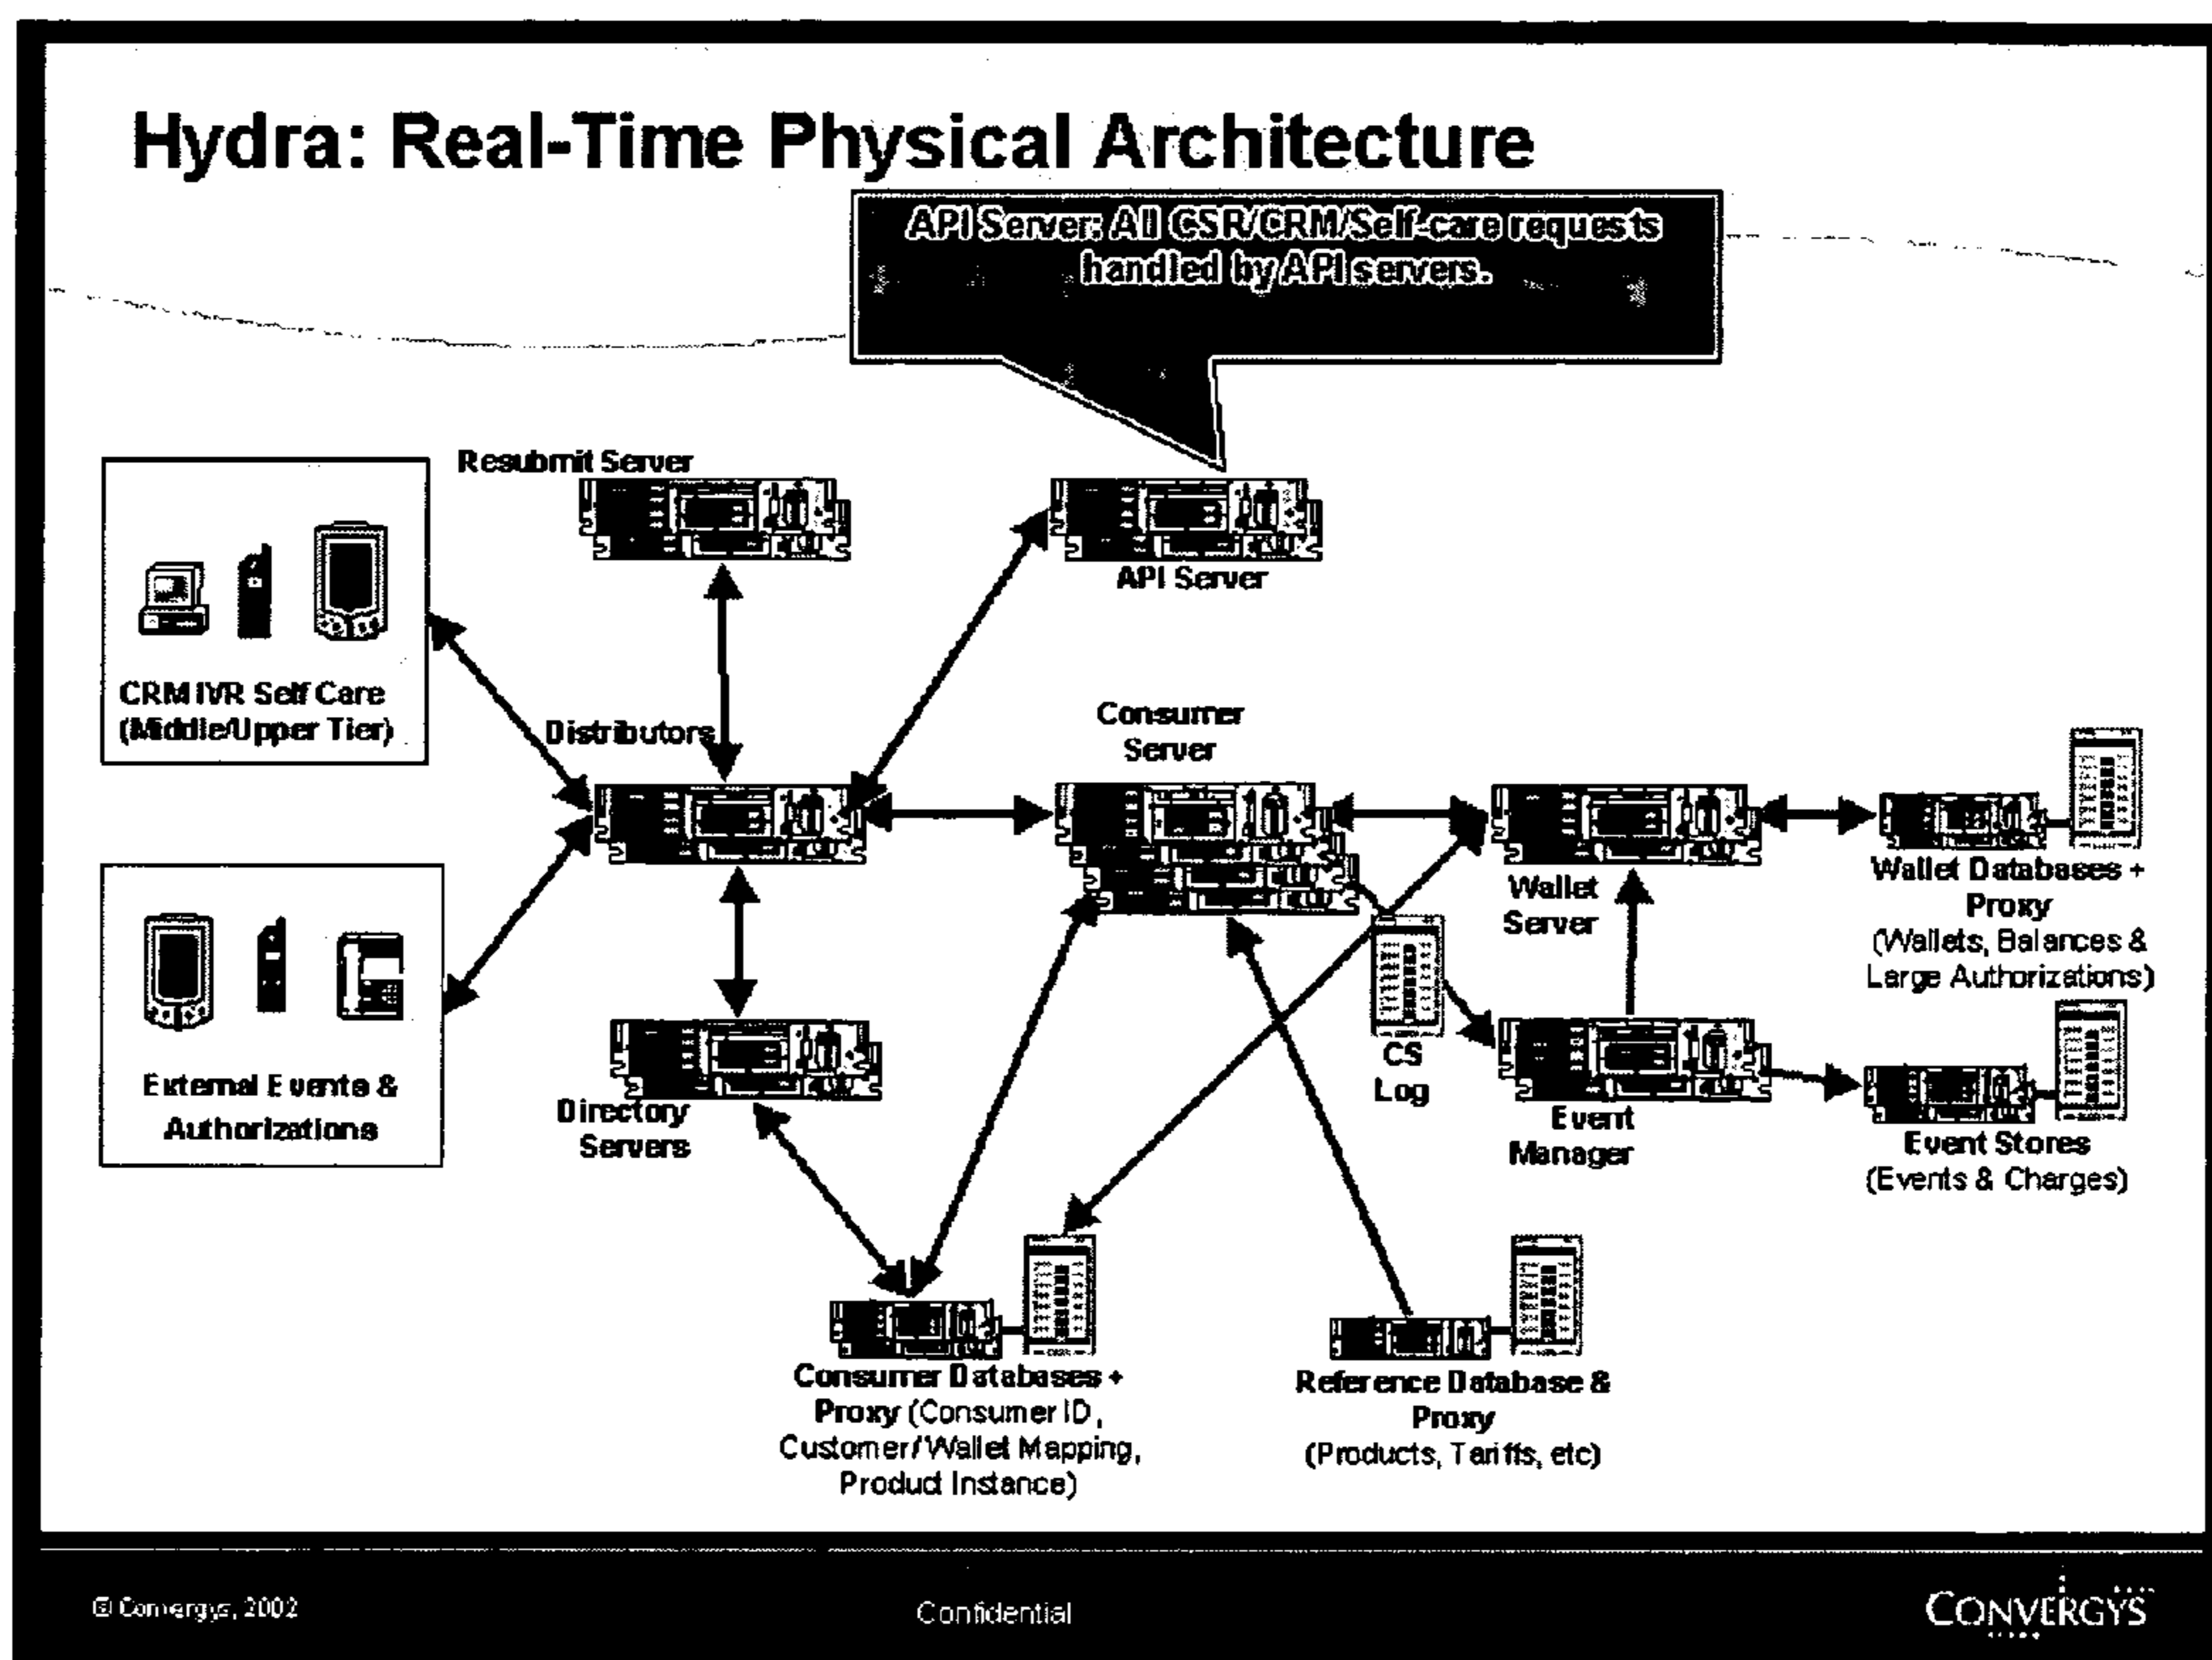 Hydra: Real-Time Physical Architecture
API Server: All CSR/CRM/Self-care requests
handled by API servers.
Resubmit Server
API Server
CRM IVR Self Care
(Middle/Upper Tier)
Distributors
Consumer
Server
Wallet
Server
Wallet Databases +
Proxy
(Wallets, Balances &
Large Authorizations)
External Events &
Authorizations
Directory
Servers
CS
Log
Event
Manager
Event Stores
(Events & Charges)
Consumer Databases +
Proxy (Consumer ID,
Customer/Wallet Mapping,
Product Instance)
Reference Database &
Proxy
(Products, Tariffs, etc)
© Convergys, 2002
Confidential
CONVERGYS